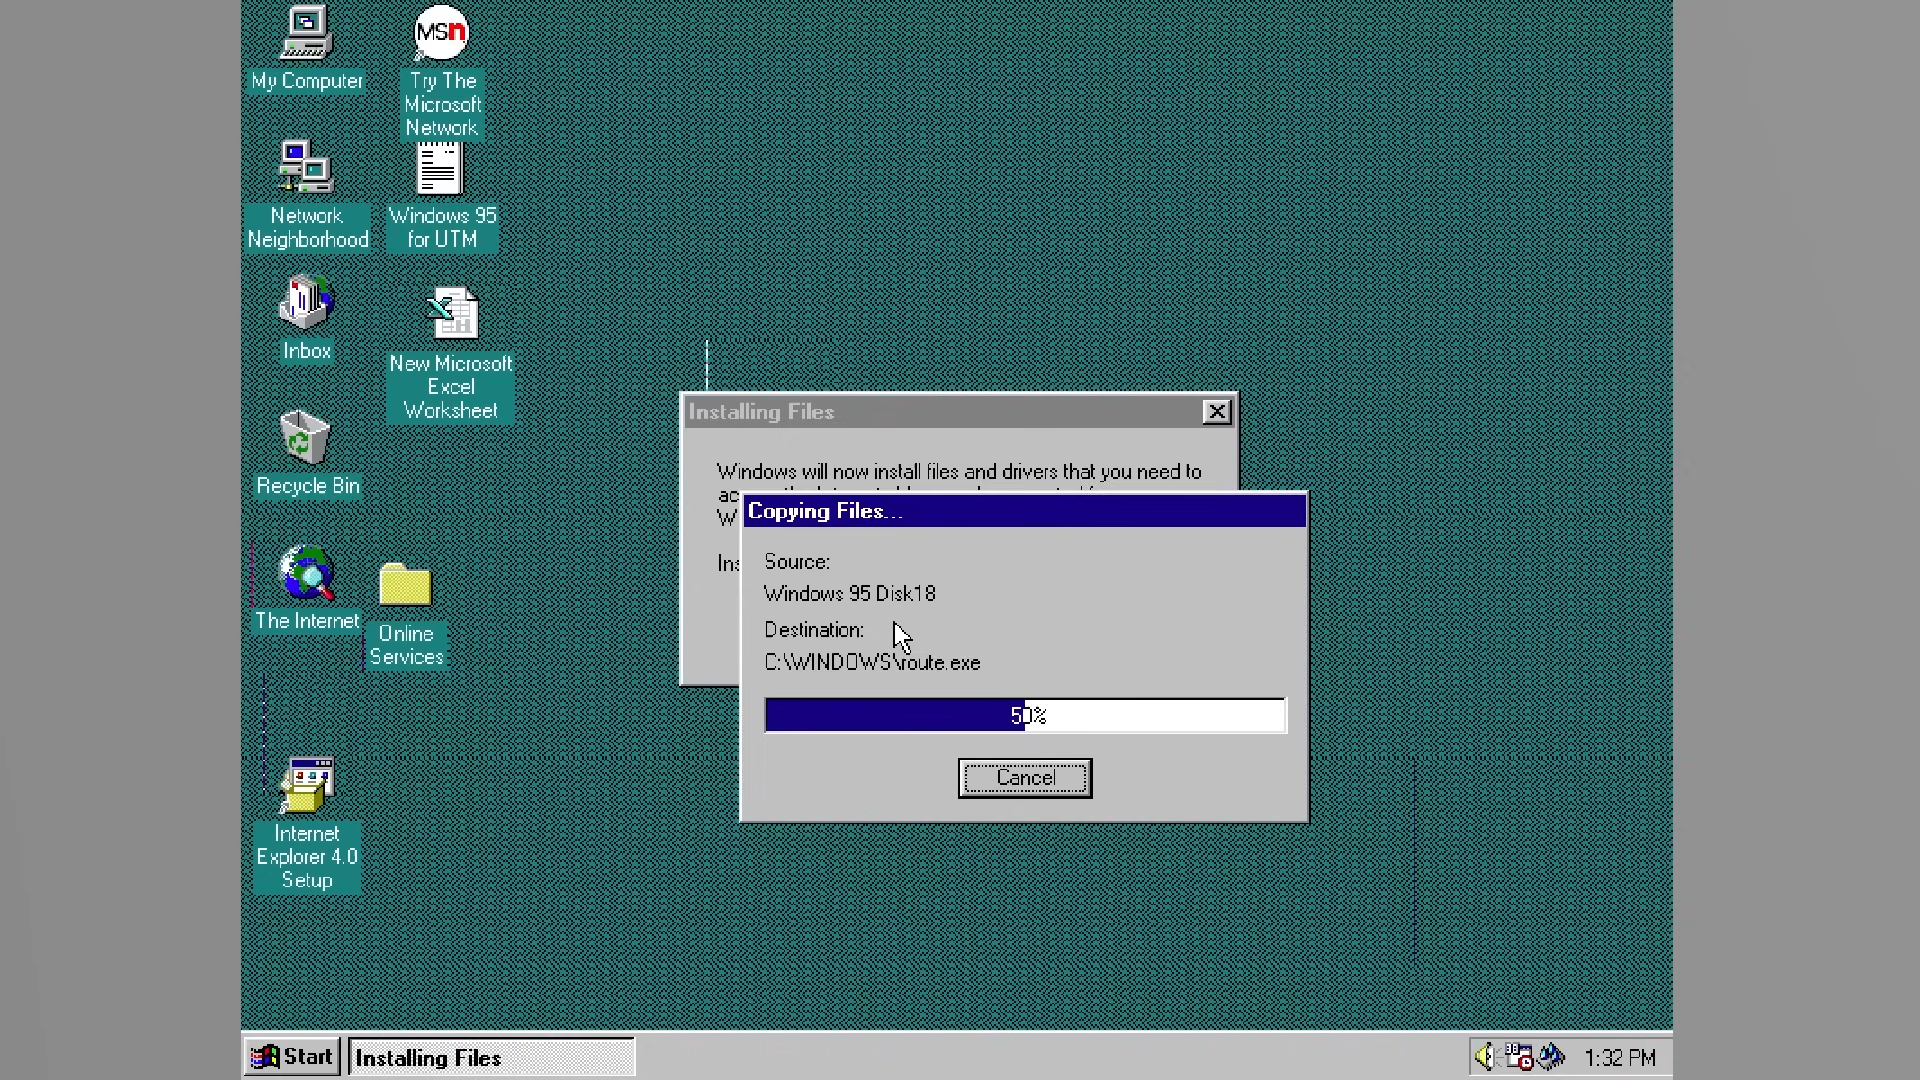 My Computer
MSn
Try The
Microsoft
Network
Network
Neighborhood
Windows 95
for UTM
Inbox
New Microsoft
Excel
Worksheet
Recycle Bin
The Internet
Online
Services
Internet
Explorer 4.0
Setup
Installing Files
Windows will now install files and drivers that you need to
Copying Files...
Source:
Windows 95 Disk18
Destination:
C:\WINDOWS\route.exe
50%
Cancel
Start
Installing Files
1:32 PM